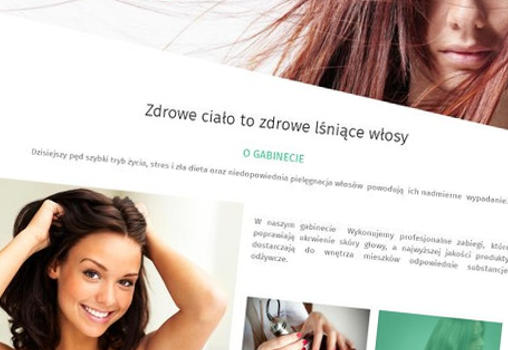 Zdrowe ciało to zdrowe lśniące włosy
O GABINECIE
Dzisiejszy pęd szybki tryb życia, stres i zła dieta oraz niedopowiednia pielęgnacja włosów powodują ich nadmierne wypadanie.
W naszym gabinecie Wykonujemy profesjonalne zabiegi, które
poprawiają ukrwienie skóry głowy, a najwyższej jakości produkty
dostarczają do wnętrza mieszków odpowiednie substancje
odżywcze.